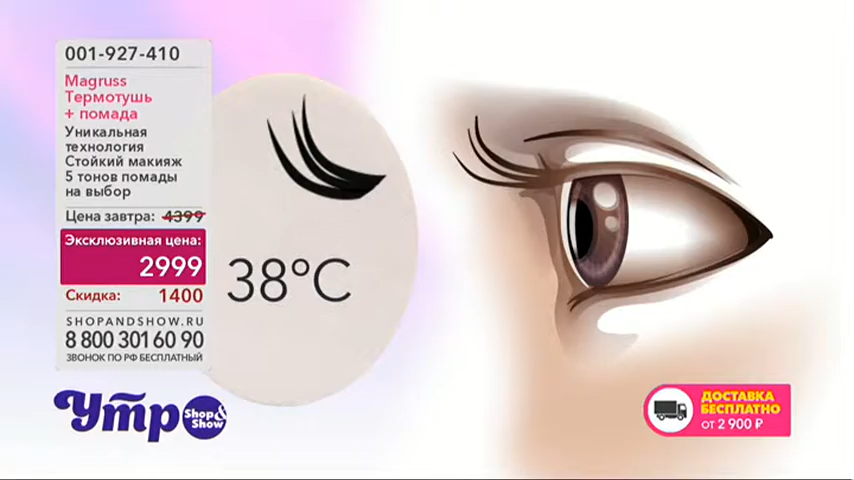 001-927-410
Magruss
Термотушь
+ помада
Уникальная
технология
Стойкий макияж
5 тонов помады
на выбор
Цена завтра: 4399
Эксклюзивная цена:
2999
Скидка: 1400
SHOPANDSHOW.RU
8 800 301 60 90
ЗВОНОК ПО РФ БЕСПЛАТНЫЙ
38°C
Утро
Shop&
Show
ДОСТАВКА
БЕСПЛАТНО
от 2 900 ₽